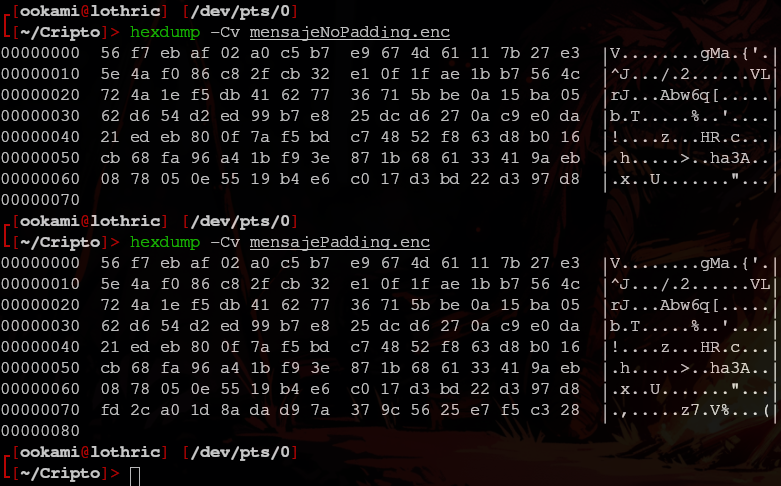 [ookami@lothric] [/dev/pts/0]
[~/Cripto]> hexdump -Cv mensajeNoPadding.enc
00000000  56 f7 eb af 02 a0 c5 b7  e9 67 4d 61 11 7b 27 e3  |V........gMa.{'.|
00000010  5e 4a f0 86 c8 2f cb 32  e1 0f 1f ae 1b b7 56 4c  |^J.../.2......VL|
00000020  72 4a 1e f5 db 41 62 77  36 71 5b be 0a 15 ba 05  |rJ...Abw6q[.....|
00000030  62 d6 54 d2 ed 99 b7 e8  25 dc d6 27 0a c9 e0 da  |b.T.....%..'....|
00000040  21 ed eb 80 0f 7a f5 bd  c7 48 52 f8 63 d8 b0 16  |!....z...HR.c...|
00000050  cb 68 fa 96 a4 1b f9 3e  87 1b 68 61 33 41 9a eb  |.h.....>..ha3A..|
00000060  08 78 05 0e 55 19 b4 e6  c0 17 d3 bd 22 d3 97 d8  |.x..U......."...|
00000070
[ookami@lothric] [/dev/pts/0]
[~/Cripto]> hexdump -Cv mensajePadding.enc
00000000  56 f7 eb af 02 a0 c5 b7  e9 67 4d 61 11 7b 27 e3  |V........gMa.{'.|
00000010  5e 4a f0 86 c8 2f cb 32  e1 0f 1f ae 1b b7 56 4c  |^J.../.2......VL|
00000020  72 4a 1e f5 db 41 62 77  36 71 5b be 0a 15 ba 05  |rJ...Abw6q[.....|
00000030  62 d6 54 d2 ed 99 b7 e8  25 dc d6 27 0a c9 e0 da  |b.T.....%..'....|
00000040  21 ed eb 80 0f 7a f5 bd  c7 48 52 f8 63 d8 b0 16  |!....z...HR.c...|
00000050  cb 68 fa 96 a4 1b f9 3e  87 1b 68 61 33 41 9a eb  |.h.....>..ha3A..|
00000060  08 78 05 0e 55 19 b4 e6  c0 17 d3 bd 22 d3 97 d8  |.x..U......."...|
00000070  fd 2c a0 1d 8a da d9 7a  37 9c 56 25 e7 f5 c3 28  |.,.....z7.V%...(|
00000080
[ookami@lothric] [/dev/pts/0]
[~/Cripto]>